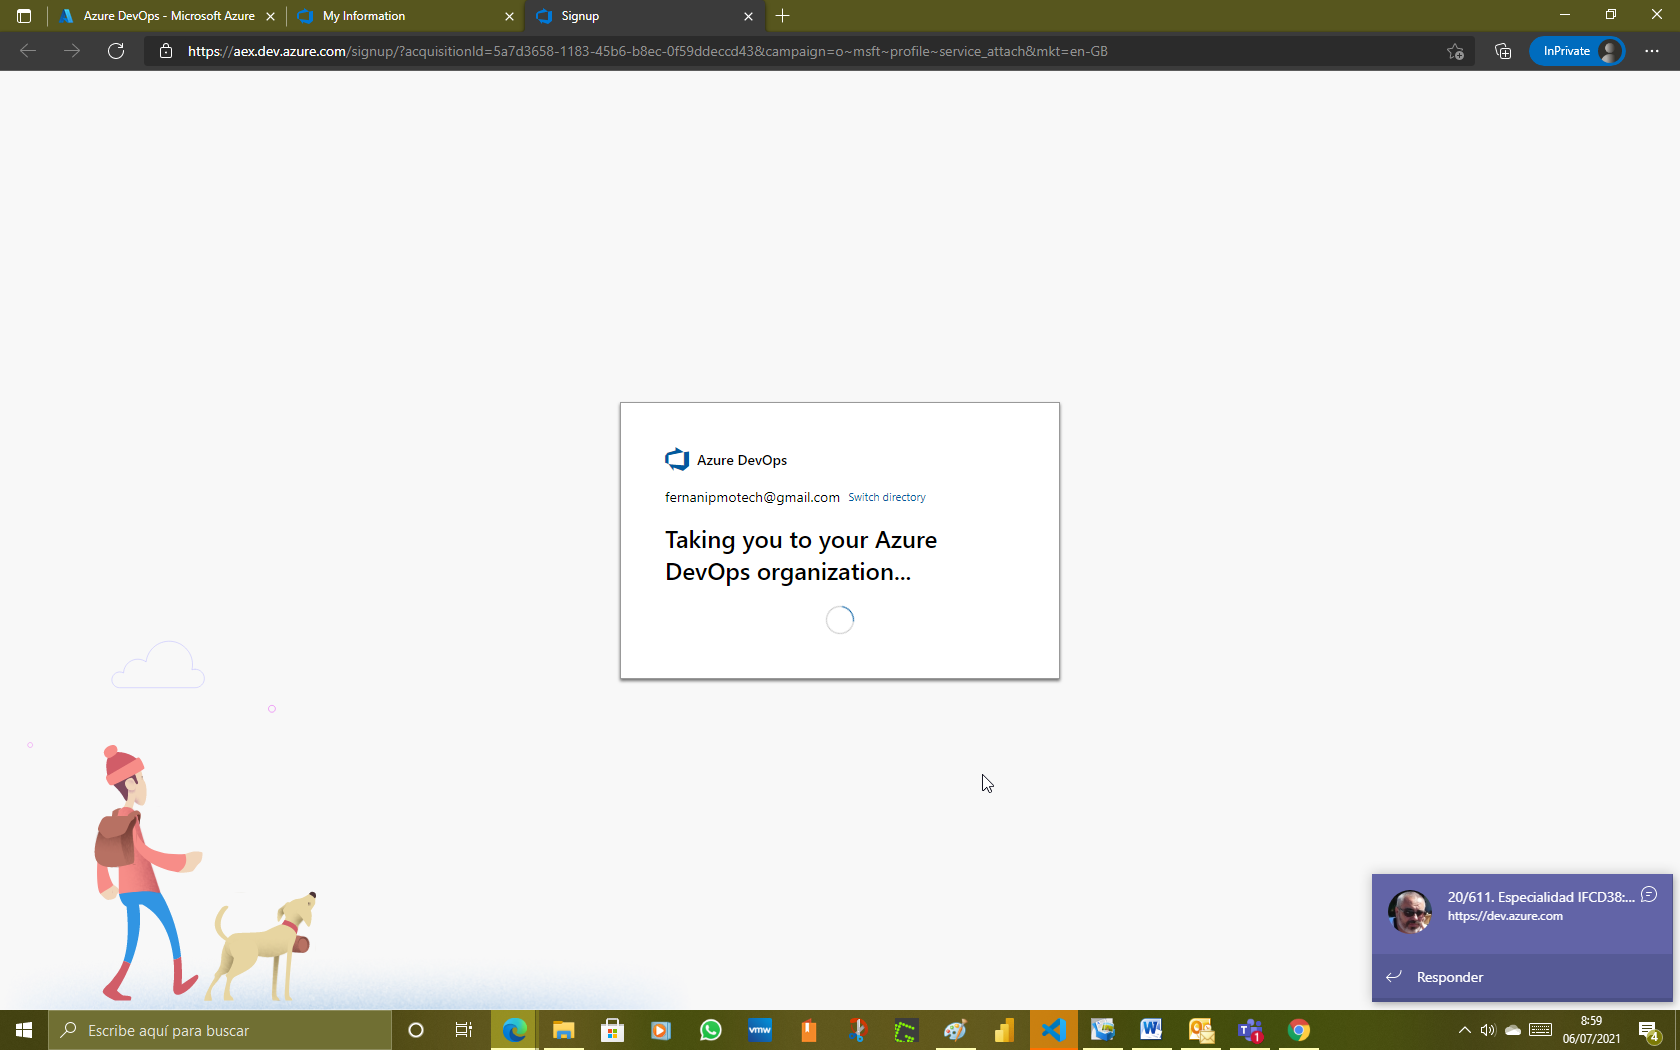 Azure DevOps - Microsoft Azure
My Information
Signup
https://aex.dev.azure.com/signup/?acquisitionId=5a7d3658-1183-45b6-b8ec-0f59ddeccd43&campaign=o~msft~profile~service_attach&mkt=en-GB
InPrivate
Azure DevOps
fernanipmotech@gmail.com Switch directory
Taking you to your Azure
DevOps organization...
20/611. Especialidad IFCD38:...
https://dev.azure.com
Responder
Escribe aquí para buscar
vmw
W
1
8:59
06/07/2021
4